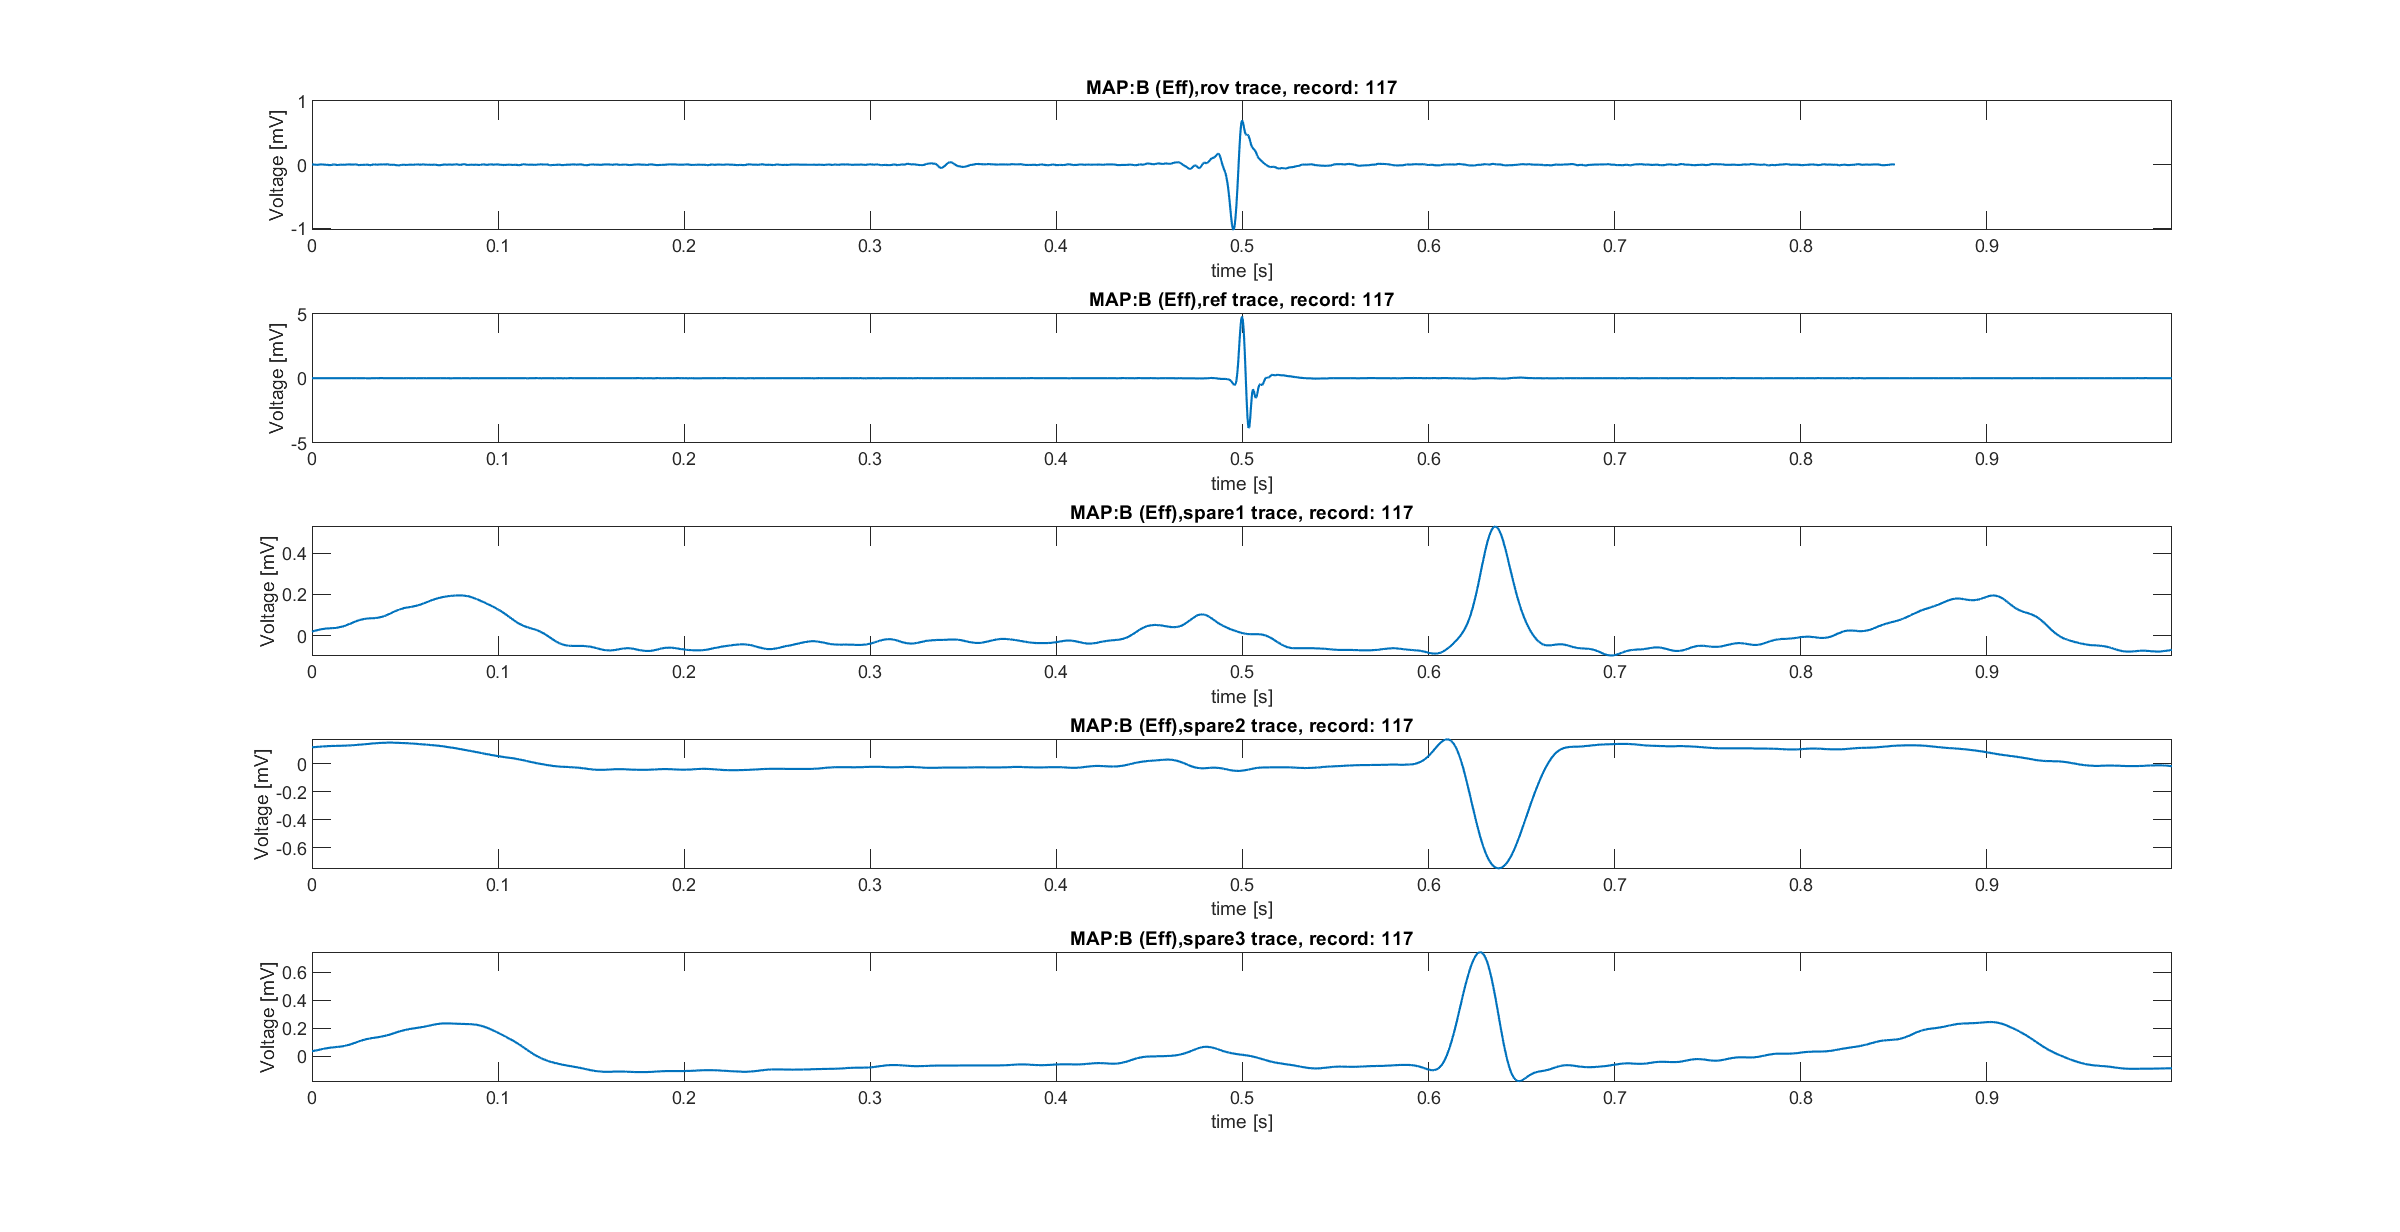 MAP:B (Eff),rov trace, record: 117
Voltage [mV]
1
0
-1
0 0.1 0.2 0.3 0.4 0.5 0.6 0.7 0.8 0.9
time [s]
MAP:B (Eff),ref trace, record: 117
Voltage [mV]
5
0
-5
0 0.1 0.2 0.3 0.4 0.5 0.6 0.7 0.8 0.9
time [s]
MAP:B (Eff),spare1 trace, record: 117
Voltage [mV]
0.4
0.2
0
0 0.1 0.2 0.3 0.4 0.5 0.6 0.7 0.8 0.9
time [s]
MAP:B (Eff),spare2 trace, record: 117
Voltage [mV]
0
-0.2
-0.4
-0.6
0 0.1 0.2 0.3 0.4 0.5 0.6 0.7 0.8 0.9
time [s]
MAP:B (Eff),spare3 trace, record: 117
Voltage [mV]
0.6
0.4
0.2
0
0 0.1 0.2 0.3 0.4 0.5 0.6 0.7 0.8 0.9
time [s]